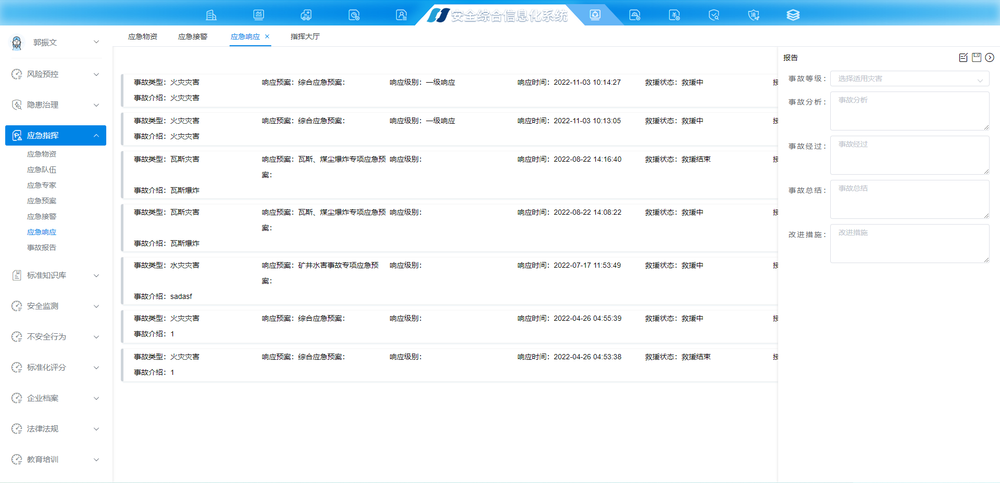 安全综合信息化系统
郭振文
风险预控
隐患治理
应急指挥
应急物资
应急队伍
应急专家
应急预案
应急接警
应急响应
事故报告
标准知识库
安全监测
不安全行为
标准化评分
企业档案
法律法规
教育培训
应急物资 应急接警 应急响应 × 指挥大厅
事故类型：火灾灾害 响应预案：综合应急预案： 响应级别：一级响应 响应时间：2022-11-03 10:14:27 救援状态：救援中
事故介绍：火灾灾害
事故类型：火灾灾害 响应预案：综合应急预案： 响应级别：一级响应 响应时间：2022-11-03 10:13:05 救援状态：救援中
事故介绍：火灾灾害
事故类型：瓦斯灾害 响应预案：瓦斯、煤尘爆炸专项应急预 响应级别： 响应时间：2022-08-22 14:16:40 救援状态：救援结束
案：
事故介绍：瓦斯爆炸
事故类型：瓦斯灾害 响应预案：瓦斯、煤尘爆炸专项应急预 响应级别： 响应时间：2022-08-22 14:08:22 救援状态：救援中
案：
事故介绍：瓦斯爆炸
事故类型：水灾灾害 响应预案：矿井水害事故专项应急预 响应级别： 响应时间：2022-07-17 11:53:49 救援状态：救援中
案：
事故介绍：sadasf
事故类型：火灾灾害 响应预案：综合应急预案： 响应级别： 响应时间：2022-04-26 04:55:39 救援状态：救援中
事故介绍：1
事故类型：火灾灾害 响应预案：综合应急预案： 响应级别： 响应时间：2022-04-26 04:53:38 救援状态：救援结束
事故介绍：1
报告
事故等级： 选择适用灾害
事故分析： 事故分析
事故经过： 事故经过
事故总结： 事故总结
改进措施： 改进措施